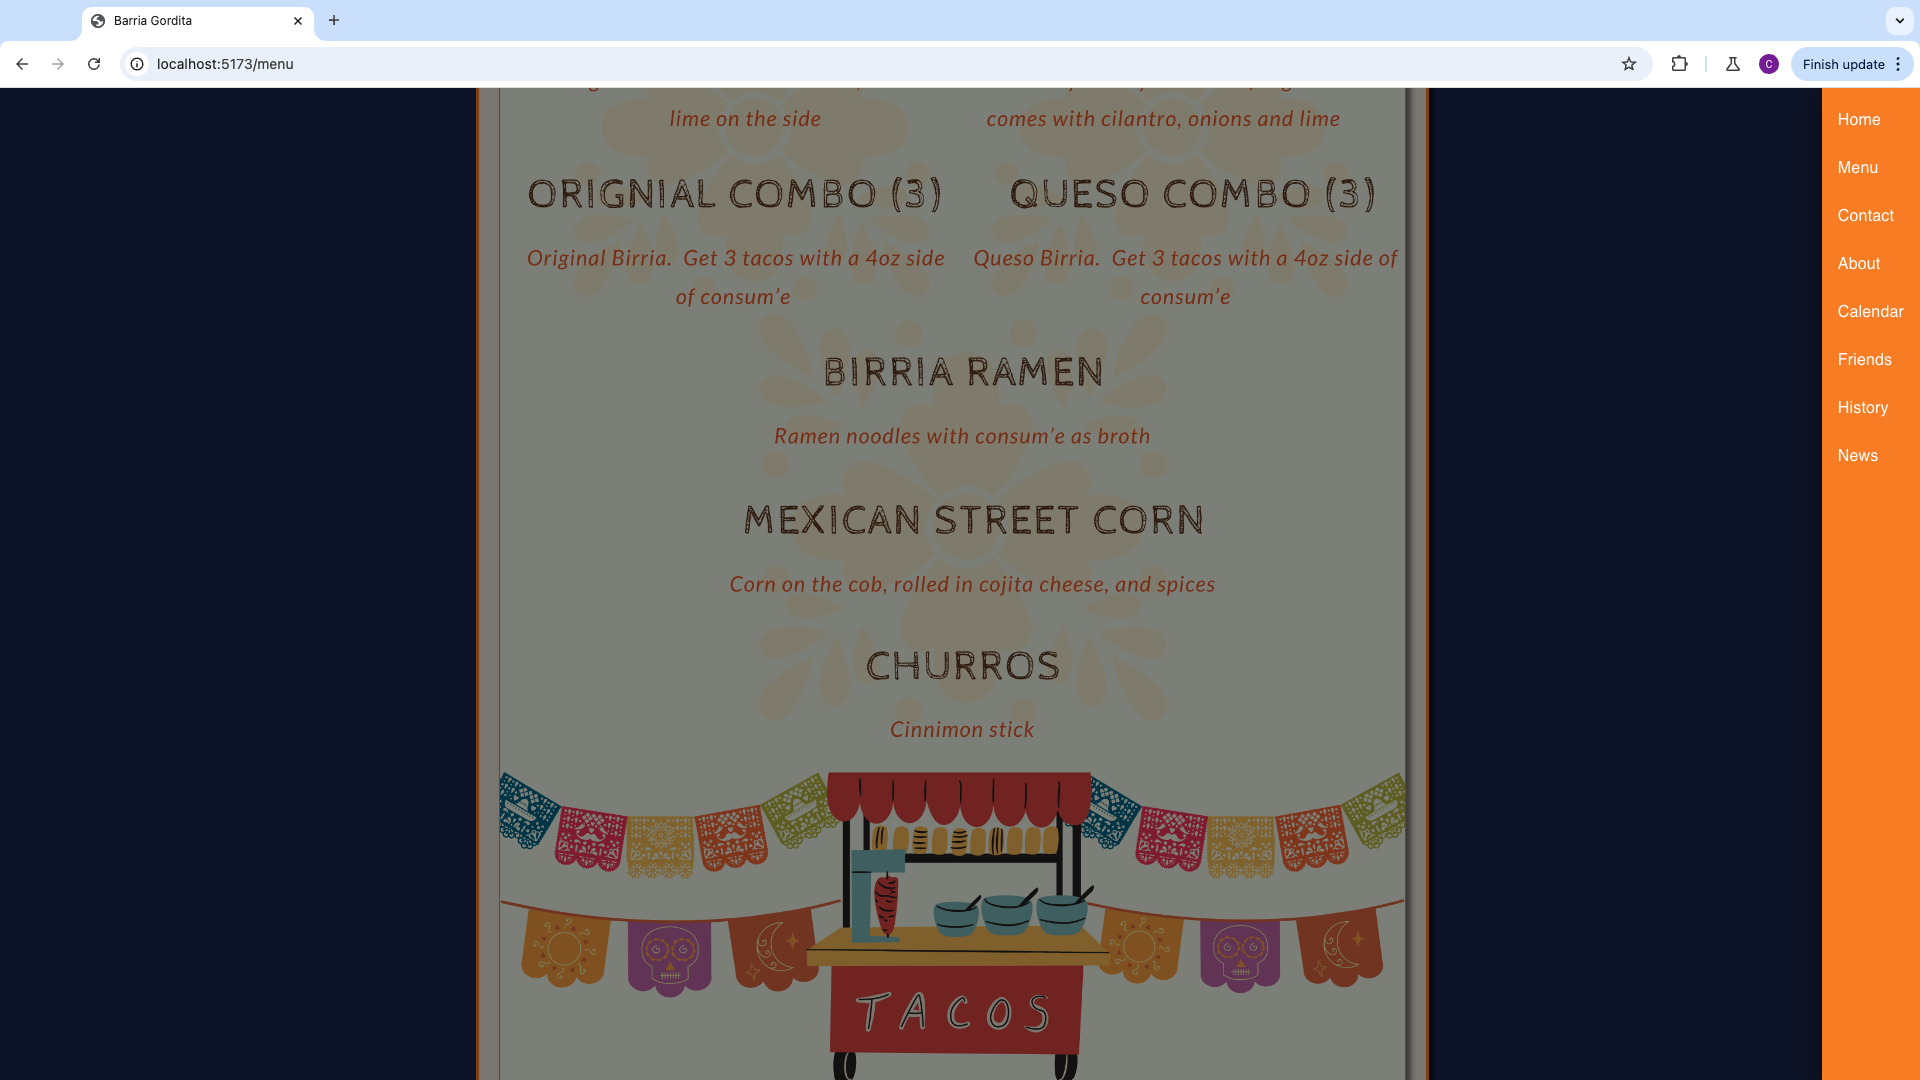 Barria Gordita
localhost:5173/menu
C
Finish update
lime on the side
comes with cilantro, onions and lime
ORIGNIAL COMBO (3)
QUESO COMBO (3)
Original Birria. Get 3 tacos with a 4oz side
of consum’e
Queso Birria. Get 3 tacos with a 4oz side of
consum’e
BIRRIA RAMEN
Ramen noodles with consum’e as broth
MEXICAN STREET CORN
Corn on the cob, rolled in cojita cheese, and spices
CHURROS
Cinnimon stick
TACOS
Home
Menu
Contact
About
Calendar
Friends
History
News